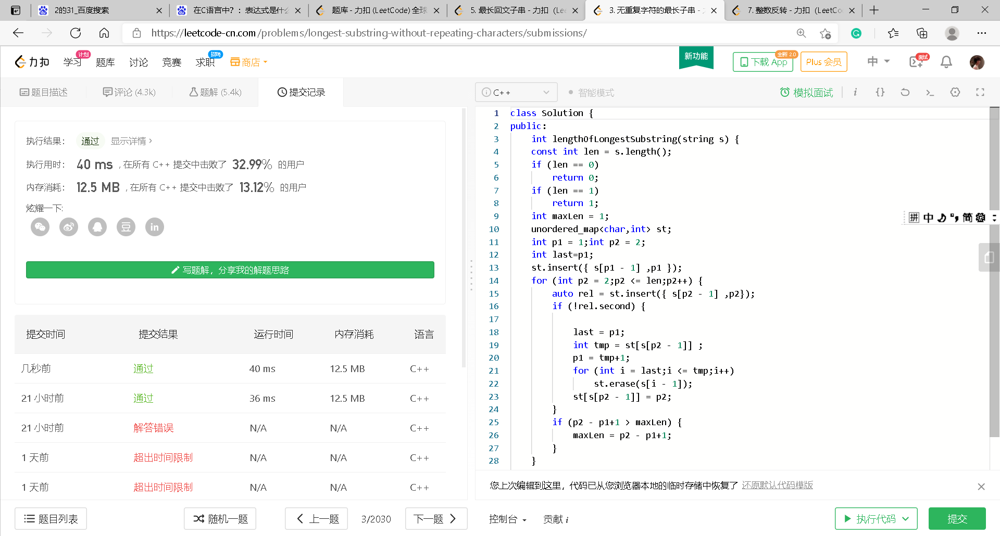 2的31_百度搜索
在C语言中？：表达式是什么
题库 - 力扣 (LeetCode) 全球
5. 最长回文子串 - 力扣（Lee
3. 无重复字符的最长子串 -
7. 整数反转 - 力扣（LeetCo
https://leetcode-cn.com/problems/longest-substring-without-repeating-characters/submissions/
力扣 学习 计划 题库 讨论 竞赛 求职 招聘 商店 新功能 下载 App 全新 2.0 Plus 会员 中 面试
题目描述 评论 (4.3k) 题解 (5.4k) 提交记录
执行结果： 通过 显示详情 ›
执行用时： 40 ms , 在所有 C++ 提交中击败了 32.99% 的用户
内存消耗： 12.5 MB , 在所有 C++ 提交中击败了 13.12% 的用户
炫耀一下:
豆 in
写题解，分享我的解题思路
提交时间 提交结果 运行时间 内存消耗 语言
几秒前 通过 40 ms 12.5 MB C++
21 小时前 通过 36 ms 12.5 MB C++
21 小时前 解答错误 N/A N/A C++
1 天前 超出时间限制 N/A N/A C++
1 天前 超出时间限制 N/A N/A C++
题目列表 随机一题 上一题 3/2030 下一题
C++ 智能模式 模拟面试 i {} >_
1 class Solution {
2 public:
3 int lengthOfLongestSubstring(string s) {
4 const int len = s.length();
5 if (len == 0)
6 return 0;
7 if (len == 1)
8 return 1;
9 int maxLen = 1;
10 unordered_map<char,int> st;
11 int p1 = 1;int p2 = 2;
12 int last=p1;
13 st.insert({ s[p1 - 1] ,p1 });
14 for (int p2 = 2;p2 <= len;p2++) {
15 auto rel = st.insert({ s[p2 - 1] ,p2});
16 if (!rel.second) {
17
18 last = p1;
19 int tmp = st[s[p2 - 1]] ;
20 p1 = tmp+1;
21 for (int i = last;i <= tmp;i++)
22 st.erase(s[i - 1]);
23 st[s[p2 - 1]] = p2;
24 }
25 if (p2 - p1+1 > maxLen) {
26 maxLen = p2 - p1+1;
27 }
28 }
拼 中 简
您上次编辑到这里，代码已从您浏览器本地的临时存储中恢复了 还原默认代码模版
控制台 贡献 i 执行代码 提交